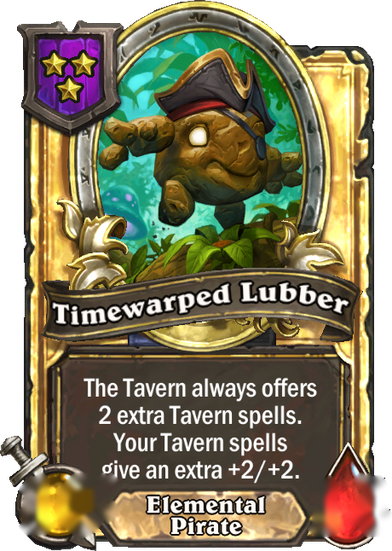 Timewarped Lubber
The Tavern always offers
2 extra Tavern spells.
Your Tavern spells
give an extra +2/+2.
Elemental
Pirate